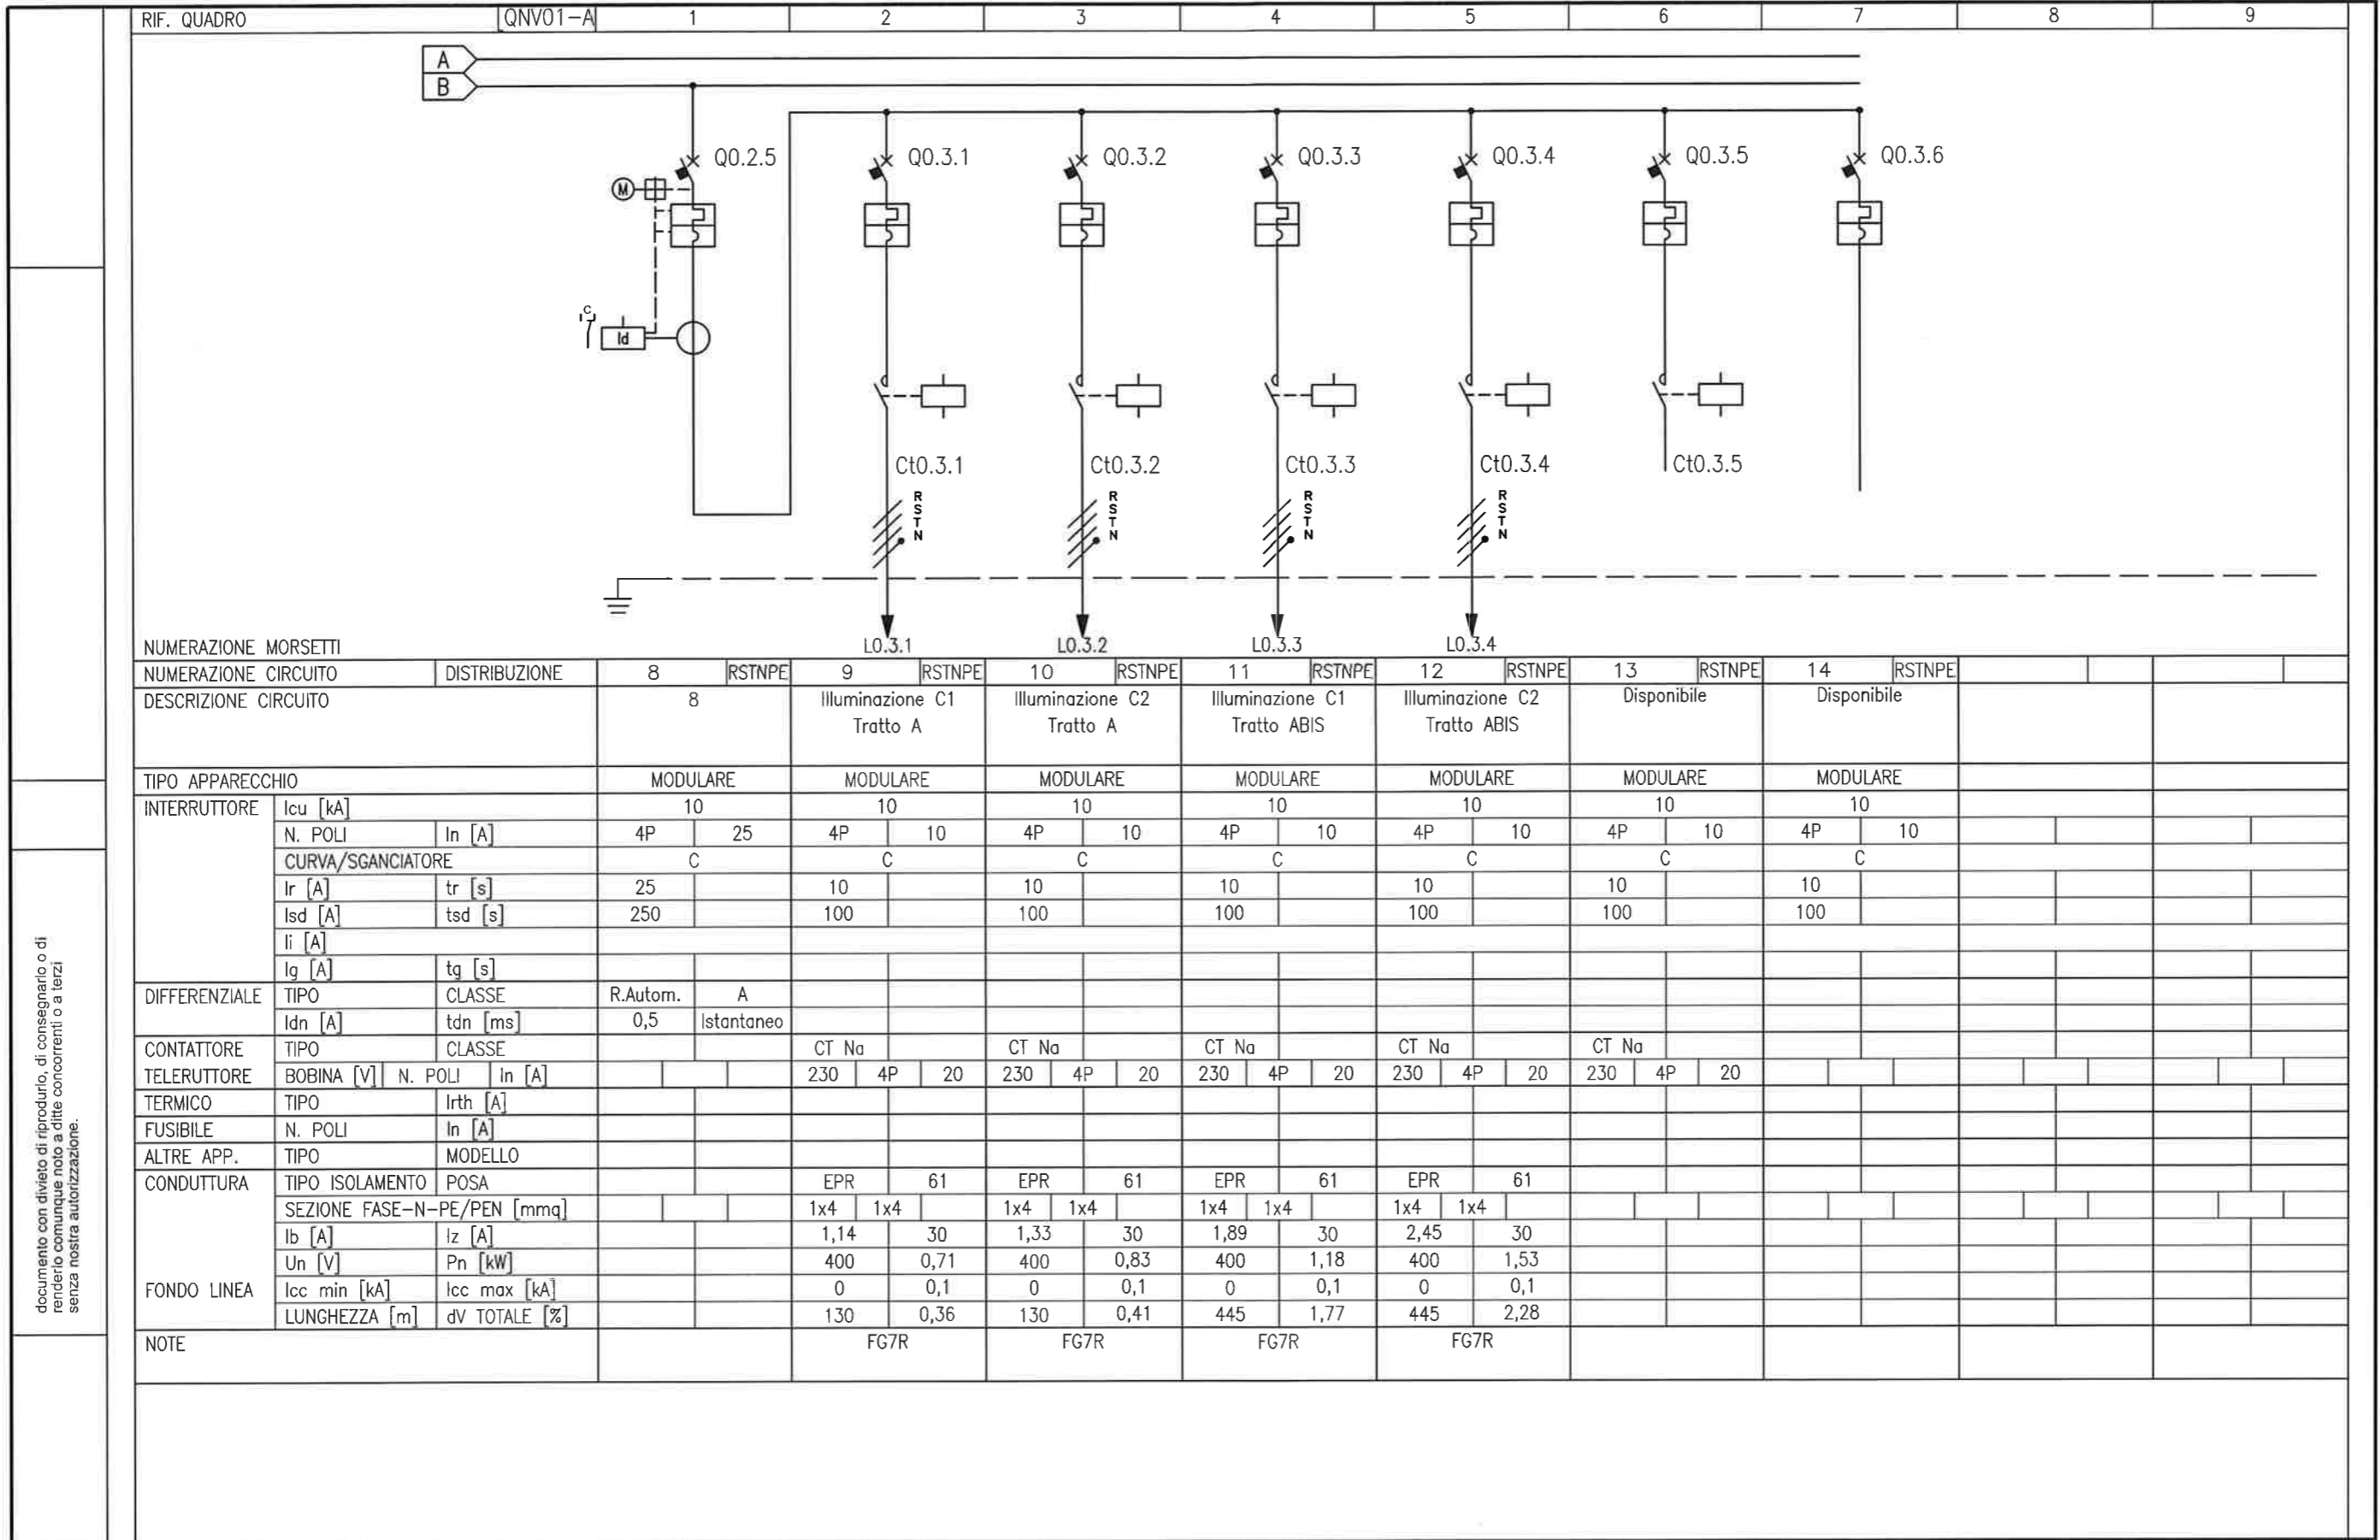 RIF. QUADRO QNV01-A 1 2 3 4 5 6 7 8 9
A
B
Q0.2.5 Q0.3.1 Q0.3.2 Q0.3.3 Q0.3.4 Q0.3.5 Q0.3.6
M
C
Id
Ct0.3.1 Ct0.3.2 Ct0.3.3 Ct0.3.4 Ct0.3.5
R R R R
S S S S
T T T T
N N N N
NUMERAZIONE MORSETTI L0.3.1 L0.3.2 L0.3.3 L0.3.4
NUMERAZIONE CIRCUITO DISTRIBUZIONE 8 RSTNPE 9 RSTNPE 10 RSTNPE 11 RSTNPE 12 RSTNPE 13 RSTNPE 14 RSTNPE
DESCRIZIONE CIRCUITO 8 Illuminazione C1 Illuminazione C2 Illuminazione C1 Illuminazione C2 Disponibile Disponibile
Tratto A Tratto A Tratto ABIS Tratto ABIS
TIPO APPARECCHIO MODULARE MODULARE MODULARE MODULARE MODULARE MODULARE MODULARE
INTERRUTTORE Icu [kA] 10 10 10 10 10 10 10
N. POLI In [A] 4P 25 4P 10 4P 10 4P 10 4P 10 4P 10 4P 10
CURVA/SGANCIATORE C C C C C C C
Ir [A] tr [s] 25 10 10 10 10 10 10
Isd [A] tsd [s] 250 100 100 100 100 100 100
Ii [A]
Ig [A] tg [s]
DIFFERENZIALE TIPO CLASSE R.Autom. A
Idn [A] tdn [ms] 0,5 Istantaneo
CONTATTORE TIPO CLASSE CT Na CT Na CT Na CT Na CT Na
TELERUTTORE BOBINA [V] N. POLI In [A] 230 4P 20 230 4P 20 230 4P 20 230 4P 20 230 4P 20
TERMICO TIPO Irth [A]
FUSIBILE N. POLI In [A]
ALTRE APP. TIPO MODELLO
CONDUTTURA TIPO ISOLAMENTO POSA EPR 61 EPR 61 EPR 61 EPR 61
SEZIONE FASE-N-PE/PEN [mmq] 1x4 1x4 1x4 1x4 1x4 1x4 1x4 1x4
Ib [A] Iz [A] 1,14 30 1,33 30 1,89 30 2,45 30
Un [V] Pn [kW] 400 0,71 400 0,83 400 1,18 400 1,53
FONDO LINEA Icc min [kA] Icc max [kA] 0 0,1 0 0,1 0 0,1 0 0,1
LUNGHEZZA [m] dV TOTALE [%] 130 0,36 130 0,41 445 1,77 445 2,28
NOTE FG7R FG7R FG7R FG7R
documento con divieto di riprodurlo, di consegnarlo o di
renderlo comunque noto a ditte concorrenti o a terzi
senza nostra autorizzazione.